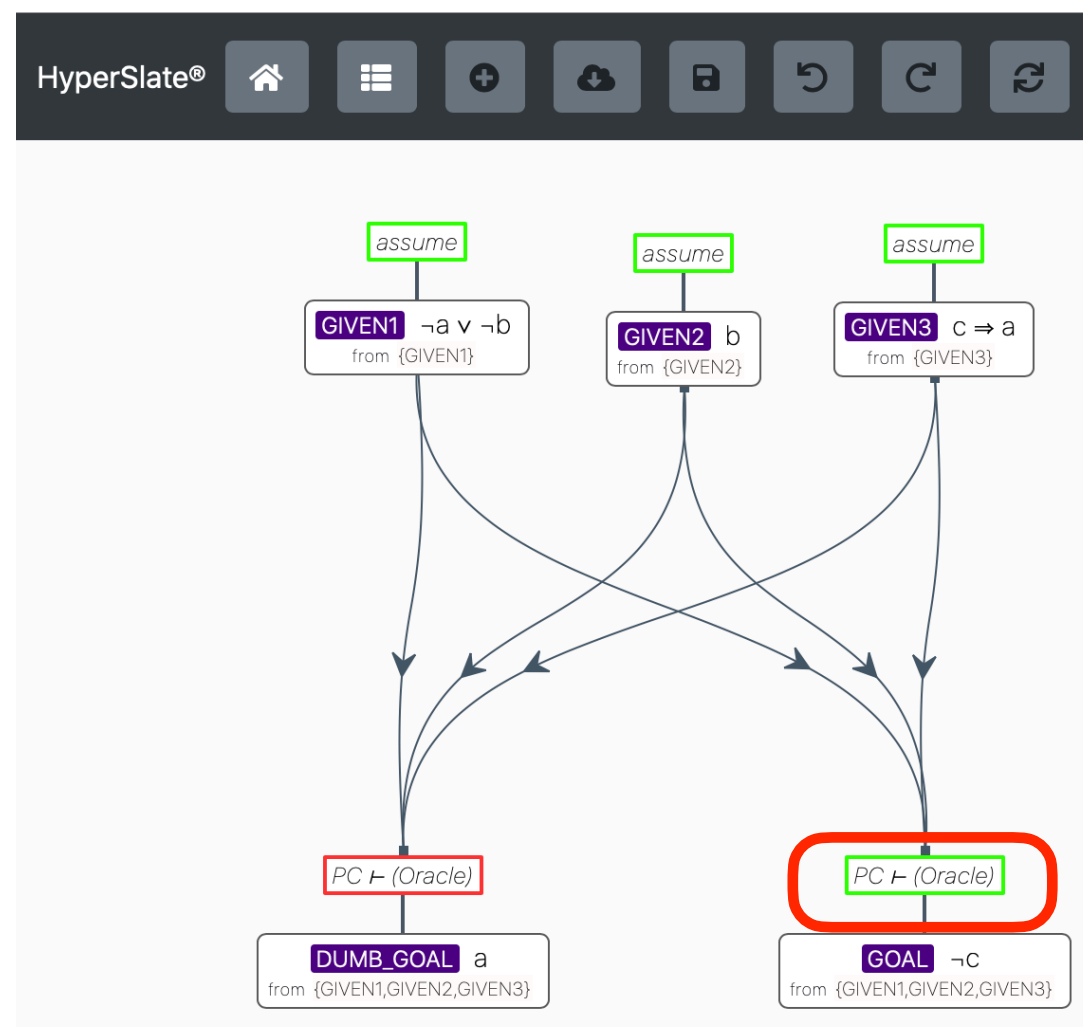 HyperSlate®
assume
assume
assume
GIVEN1 ¬a ∨ ¬b
from {GIVEN1}
GIVEN2 b
from {GIVEN2}
GIVEN3 c ⇒ a
from {GIVEN3}
PC ⊢ (Oracle)
PC ⊢ (Oracle)
DUMB_GOAL a
from {GIVEN1,GIVEN2,GIVEN3}
GOAL ¬c
from {GIVEN1,GIVEN2,GIVEN3}